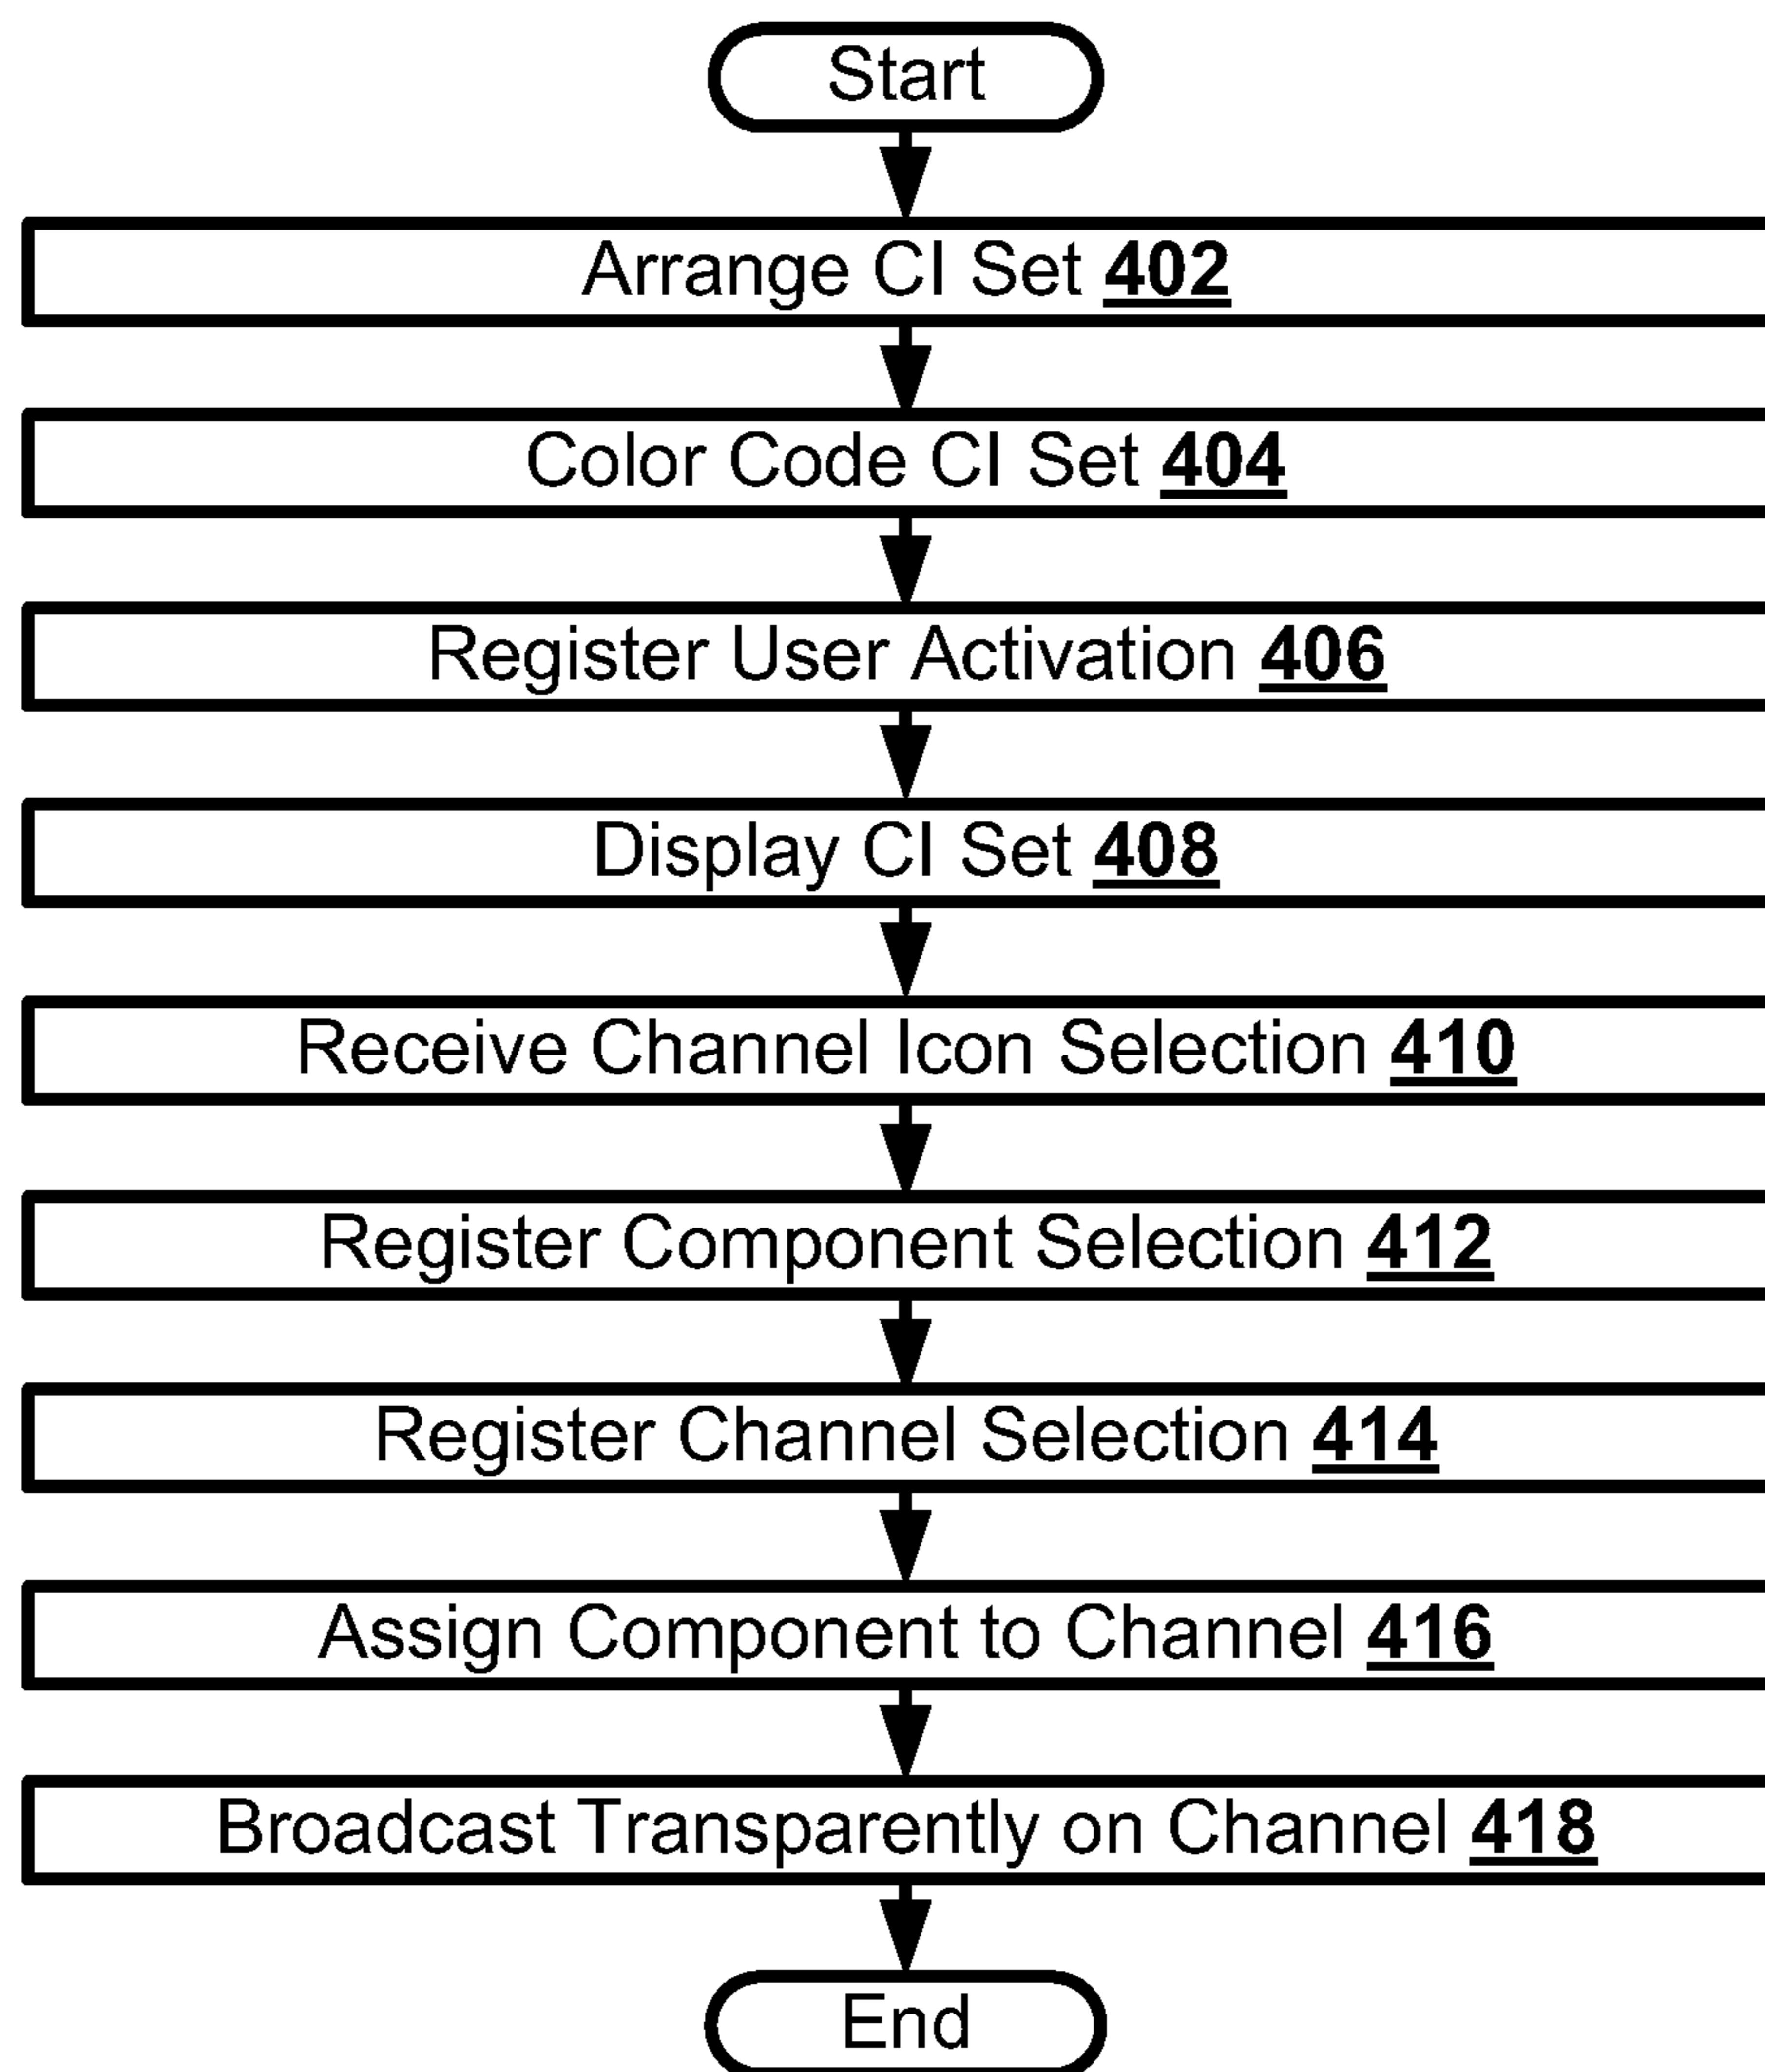 Start
Arrange CI Set 402
Color Code CI Set 404
Register User Activation 406
Display CI Set 408
Receive Channel Icon Selection 410
Register Component Selection 412
Register Channel Selection 414
Assign Component to Channel 416
Broadcast Transparently on Channel 418
End